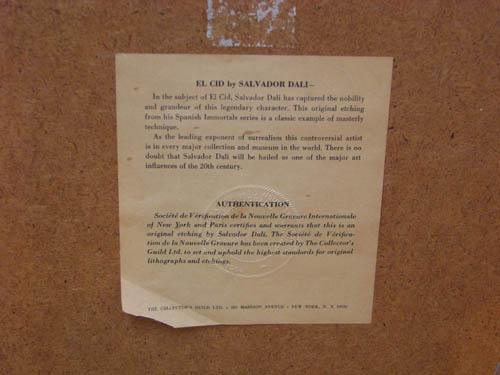 EL CID by SALVADOR DALI—
In the subject of El Cid, Salvador Dali has captured the nobility
and grandeur of this legendary character. This original etching
from his Spanish Immortals series is a classic example of masterly
technique.
As the leading exponent of surrealism this controversial artist
is in every major collection and museum in the world. There is no
doubt that Salvador Dali will be hailed as one of the major art
influences of the 20th century.
AUTHENTICATION
Société de Vérification de la Nouvelle Gravure Internationale
of New York and Paris certifies and warrants that this is an
original etching by Salvador Dali. The Société de Vérifica-
tion de la Nouvelle Gravure has been created by The Collector's
Guild Ltd. to set and uphold the highest standards for original
lithographs and etchings.
THE COLLECTOR'S GUILD LTD. • MADISON AVENUE • NEW YORK, N. Y.